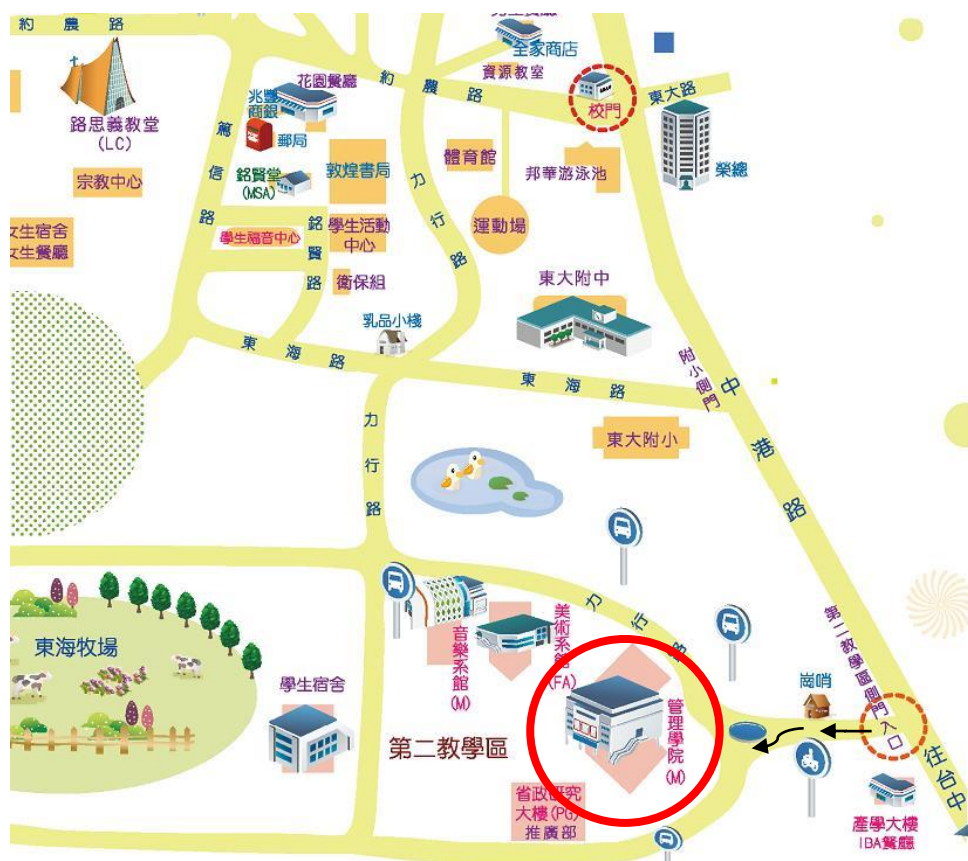 約農路
全家商店
資源教室
花園餐廳
約農路
校門
東大路
兆豐
商銀
路思義教堂
(LC)
篤信路
郵局
體育館
邦華游泳池
榮總
宗教中心
銘賢堂
(MSA)
敦煌書局
力行路
女生宿舍
女生餐廳
學生福音中心
銘賢路
學生活動
中心
運動場
衛保組
東大附中
乳品小棧
東海路
東海路
附小側門
中港路
力行路
東大附小
力行路
第二教學區側門
東海牧場
音樂系館(M)
美術系館(FA)
學生宿舍
管理學院(M)
崗哨
入口
第二教學區
往台中
省政研究
大樓(PG)
推廣部
產學大樓
IBA餐廳